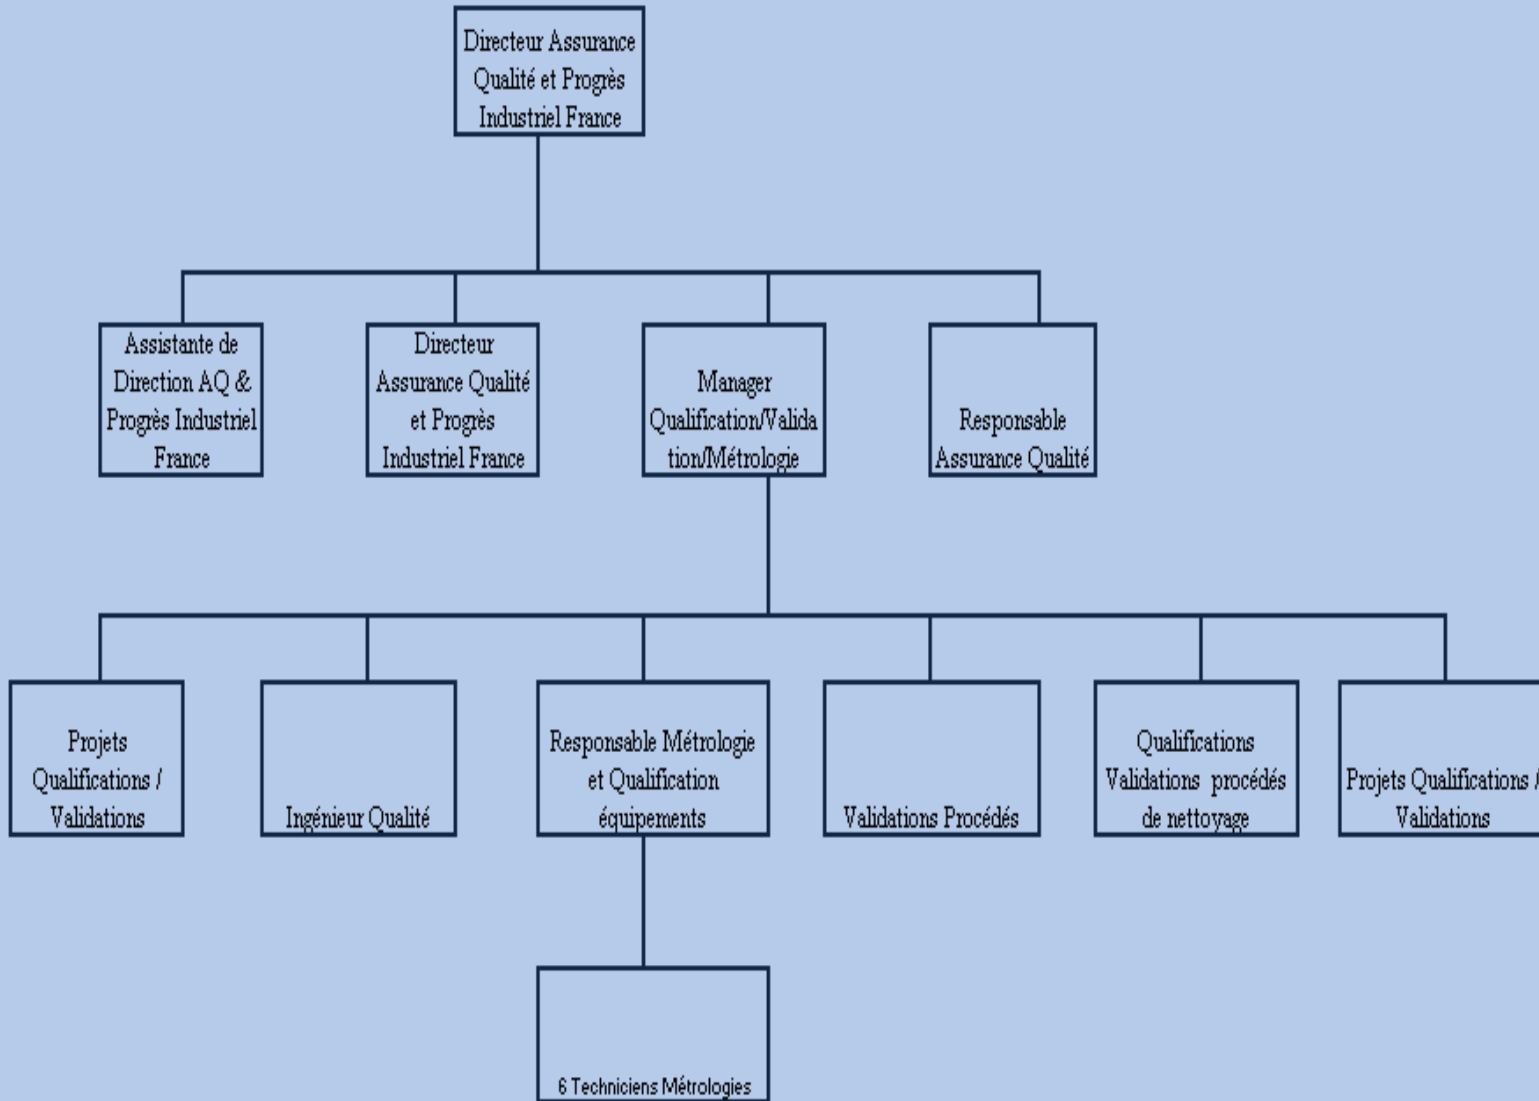 Directeur Assurance
Qualité et Progrès
Industriel France
Assistante de
Direction AQ &
Progrès Industriel
France
Directeur
Assurance Qualité
et Progrès
Industriel France
Manager
Qualification/Valida
tion/Métrologie
Responsable
Assurance Qualité
Projets
Qualifications /
Validations
Ingénieur Qualité
Responsable Métrologie
et Qualification
équipements
Validations Procédés
Qualifications
Validations procédés
de nettoyage
Projets Qualifications /
Validations
6 Techniciens Métrologies